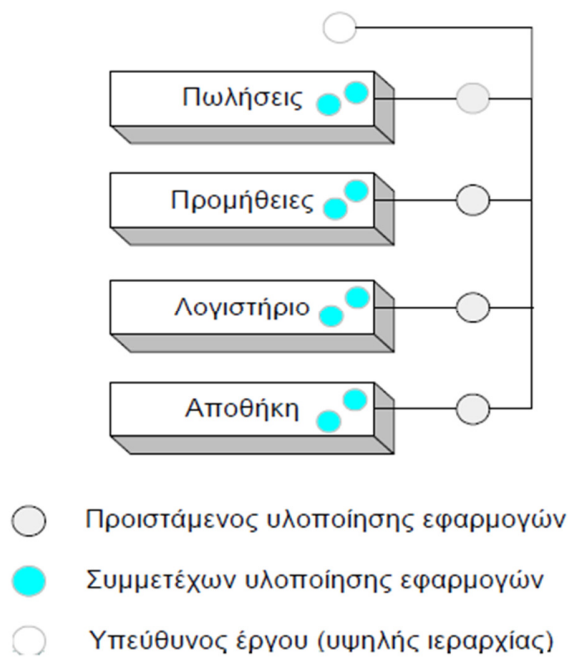 Πωλήσεις
Προμήθειες
Λογιστήριο
Αποθήκη
Προιστάμενος υλοποίησης εφαρμογών
Συμμετέχων υλοποίησης εφαρμογών
Υπεύθυνος έργου (υψηλής ιεραρχίας)